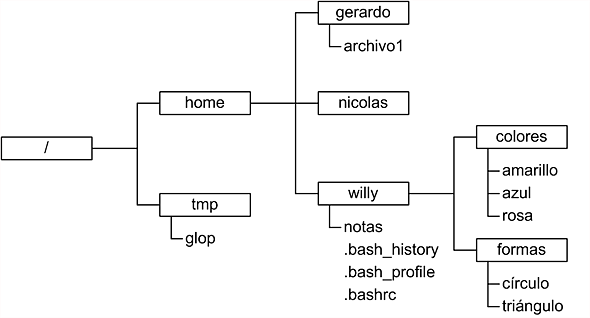 gerardo
archivo1
home
nicolas
colores
/
amarillo
willy
azul
tmp
rosa
notas
glop
.bash_history
formas
.bash_profile
círculo
.bashrc
triángulo